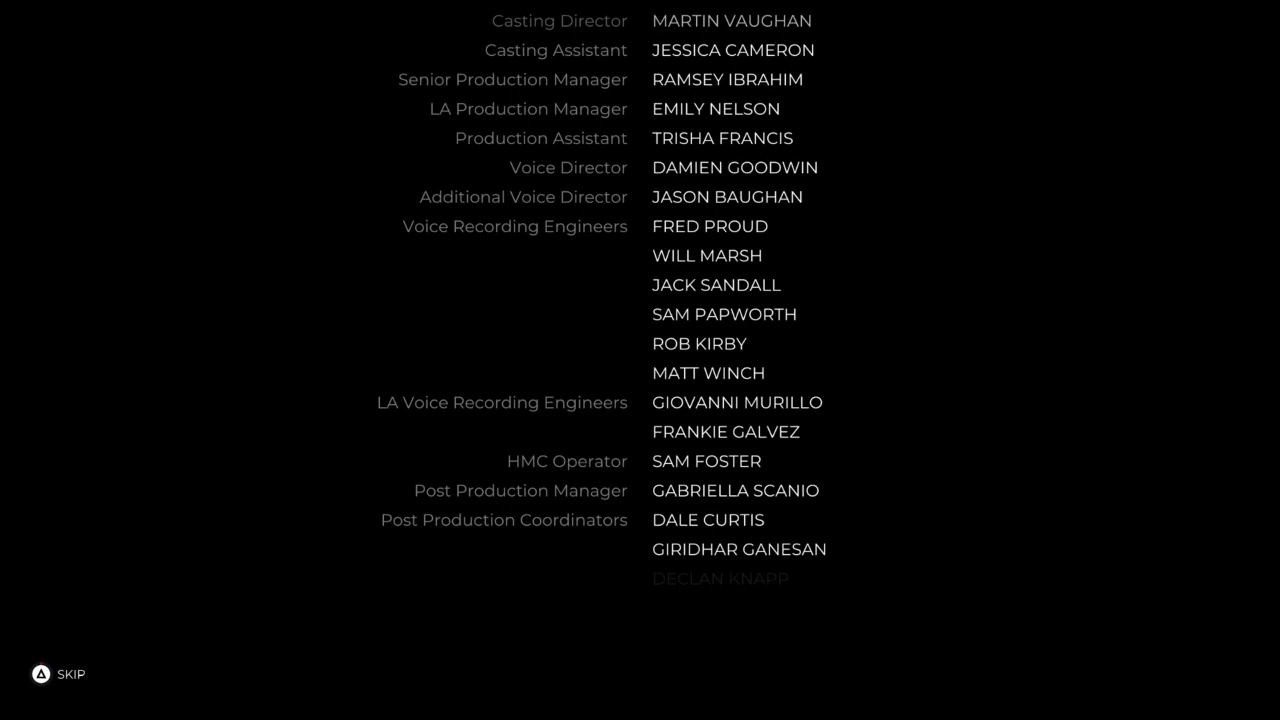 Casting Director MARTIN VAUGHAN
Casting Assistant JESSICA CAMERON
Senior Production Manager RAMSEY IBRAHIM
LA Production Manager EMILY NELSON
Production Assistant TRISHA FRANCIS
Voice Director DAMIEN GOODWIN
Additional Voice Director JASON BAUGHAN
Voice Recording Engineers FRED PROUD
WILL MARSH
JACK SANDALL
SAM PAPWORTH
ROB KIRBY
MATT WINCH
LA Voice Recording Engineers GIOVANNI MURILLO
FRANKIE GALVEZ
HMC Operator SAM FOSTER
Post Production Manager GABRIELLA SCANIO
Post Production Coordinators DALE CURTIS
GIRIDHAR GANESAN
DECLAN KNAPP
SKIP